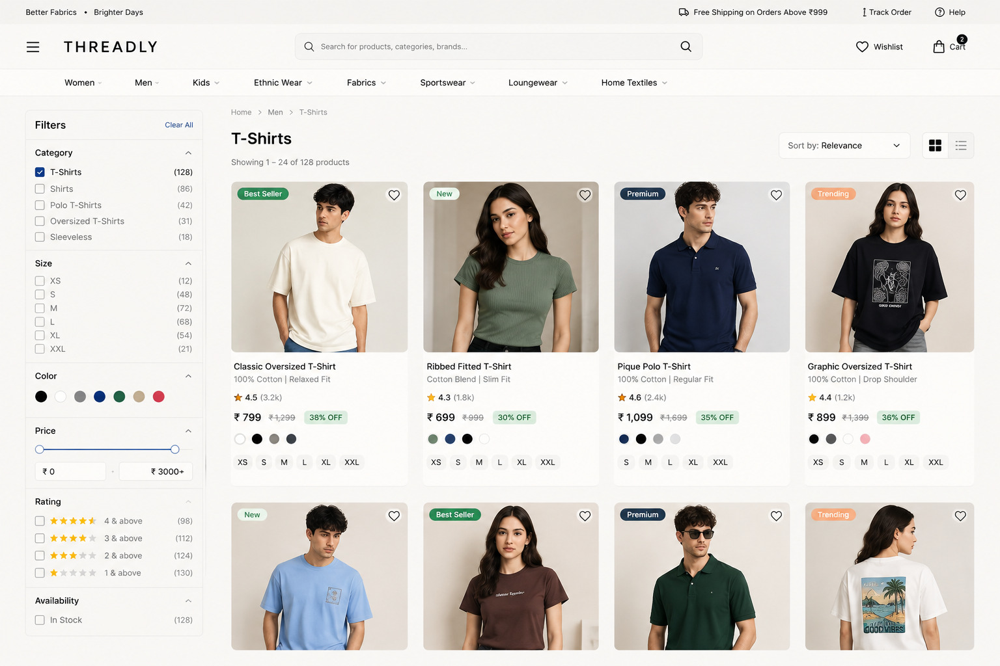 Better Fabrics • Brighter Days
Free Shipping on Orders Above ₹999
Track Order
Help
THREADLY
Search for products, categories, brands...
Wishlist
Cart
2
Women
Men
Kids
Ethnic Wear
Fabrics
Sportswear
Loungewear
Home Textiles
Filters
Clear All
Category
T-Shirts (128)
Shirts (86)
Polo T-Shirts (42)
Oversized T-Shirts (31)
Sleeveless (18)
Size
XS (12)
S (48)
M (72)
L (68)
XL (54)
XXL (21)
Color
Price
₹ 0 - ₹ 3000+
Rating
4 & above (98)
3 & above (112)
2 & above (124)
1 & above (130)
Availability
In Stock (128)
Home > Men > T-Shirts
T-Shirts
Showing 1 – 24 of 128 products
Sort by: Relevance
Best Seller
Classic Oversized T-Shirt
100% Cotton | Relaxed Fit
4.5 (3.2k)
₹ 799 ₹1,299 38% OFF
XS S M L XL XXL
New
Ribbed Fitted T-Shirt
Cotton Blend | Slim Fit
4.3 (1.8k)
₹ 699 ₹ 999 30% OFF
XS S M L XL XXL
Premium
Pique Polo T-Shirt
100% Cotton | Regular Fit
4.6 (2.4k)
₹ 1,099 ₹1,699 35% OFF
S M L XL XXL
Trending
Graphic Oversized T-Shirt
100% Cotton | Drop Shoulder
4.4 (1.2k)
₹ 899 ₹1,399 36% OFF
XS S M L XL XXL
New
Best Seller
Premium
Trending
GOOD VIBES